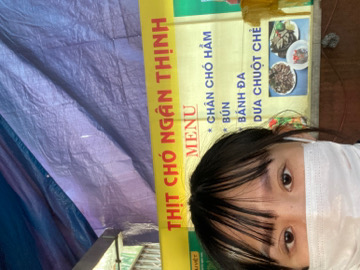 THỊT CHÓ NGÂN THỊNH
MENU
* CHÂN CHÓ HẦM
* BÚN
* BÁNH ĐA
DƯA CHUỘT CHẺ